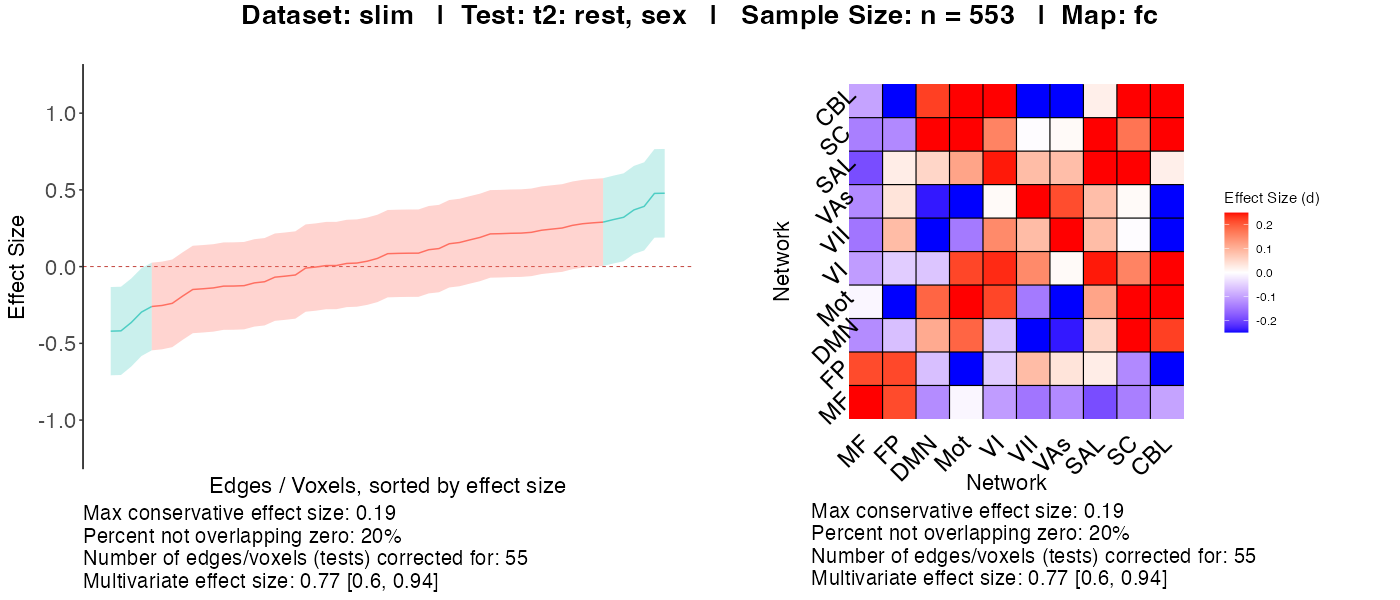 Dataset: slim | Test: t2: rest, sex | Sample Size: n = 553 | Map: fc
Effect Size
1.0
0.5
0.0
-0.5
-1.0
Edges / Voxels, sorted by effect size
Max conservative effect size: 0.19
Percent not overlapping zero: 20%
Number of edges/voxels (tests) corrected for: 55
Multivariate effect size: 0.77 [0.6, 0.94]
Network
CBL
SC
SAL
VAs
VII
VI
Mot
DMN
FP
MF
MF FP DMN Mot VI VII VAs SAL SC CBL
Network
Effect Size (d)
0.2
0.1
0.0
-0.1
-0.2
Max conservative effect size: 0.19
Percent not overlapping zero: 20%
Number of edges/voxels (tests) corrected for: 55
Multivariate effect size: 0.77 [0.6, 0.94]